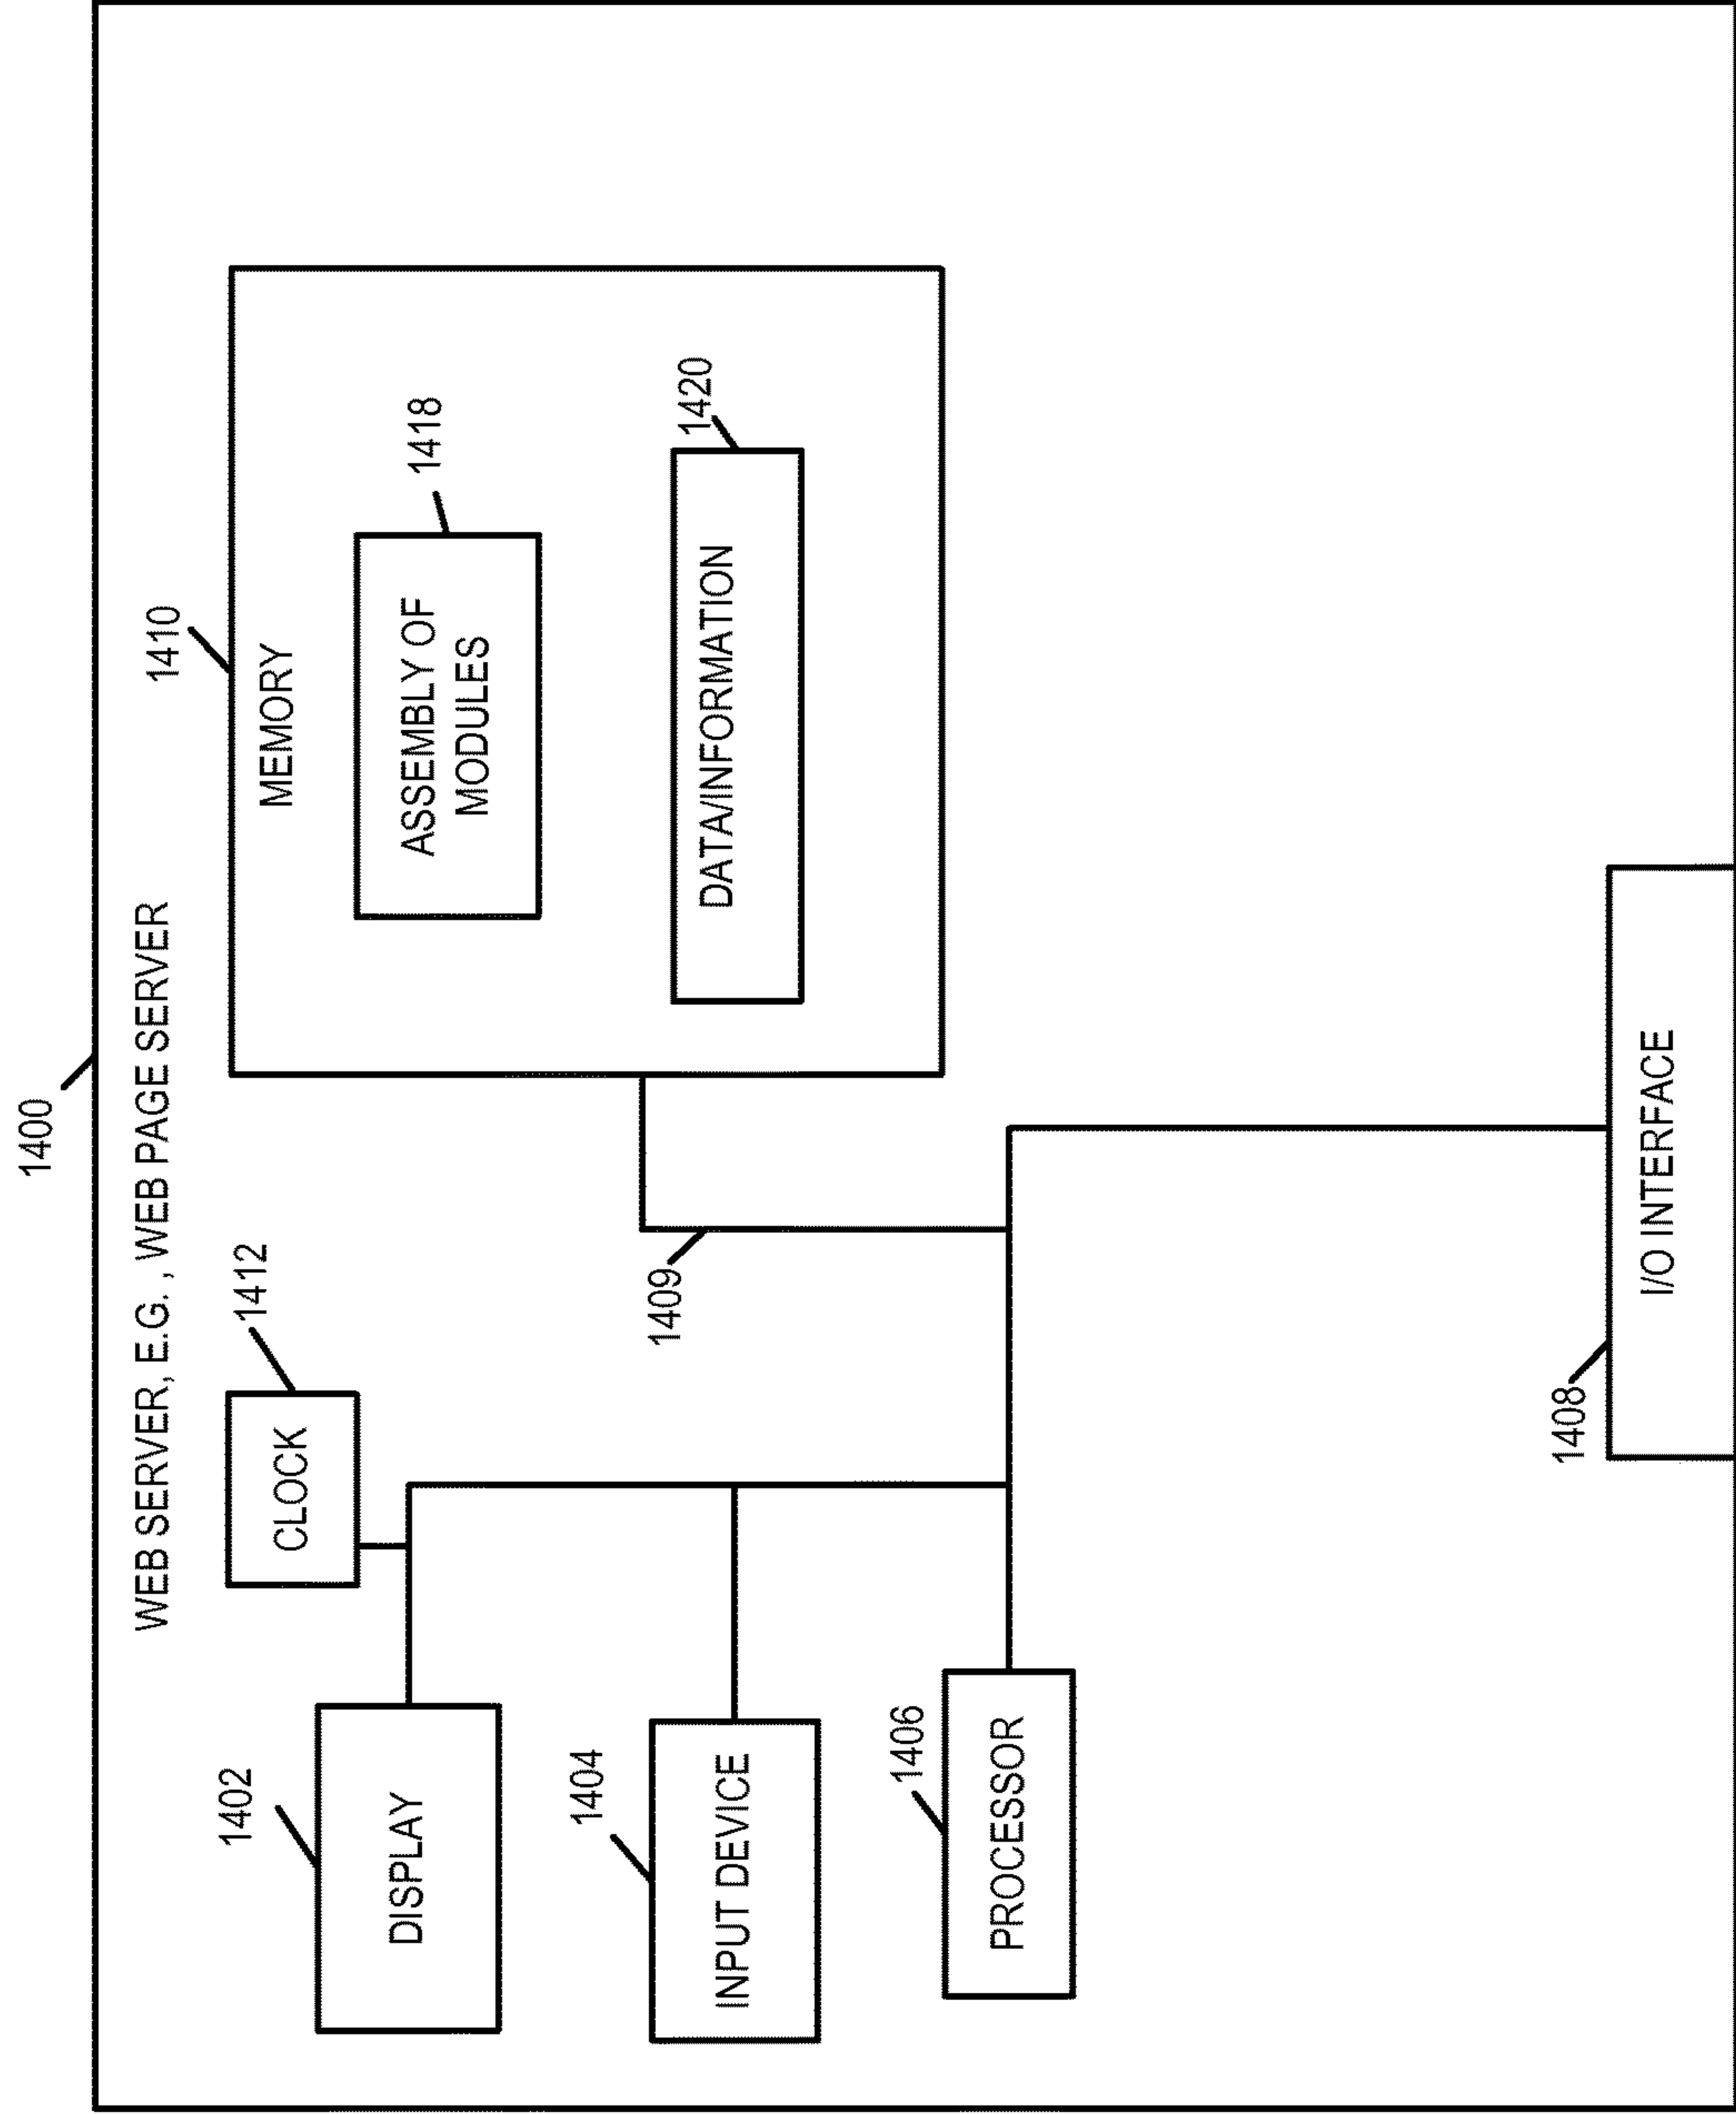 1400
WEB SERVER, E.G. , WEB PAGE SERVER
1402
DISPLAY
1412
CLOCK
1404
INPUT DEVICE
1406
PROCESSOR
1409
1410
MEMORY
1418
ASSEMBLY OF
MODULES
1420
DATA/INFORMATION
1408
I/O INTERFACE